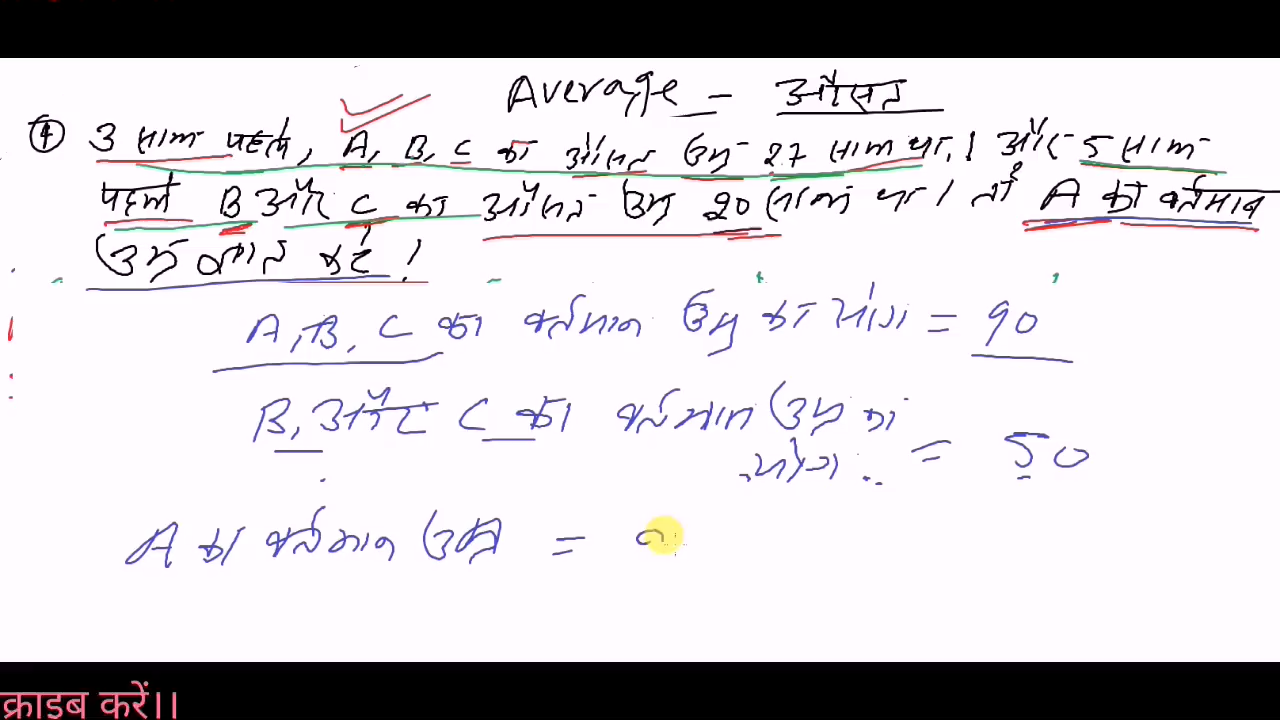 Average - औसत
① 3 साल पहले, A, B, C का औसत उम्र 27 साल था। और 5 साल
पहले B और C का औसत उम्र 20 साल था। तो A का वर्तमान
उम्र ज्ञात करें!
A, B, C का वर्तमान उम्र का योग = 90
B, और C का वर्तमान उम्र का
योग = 50
A का वर्तमान उम्र =
क्राइब करें।।